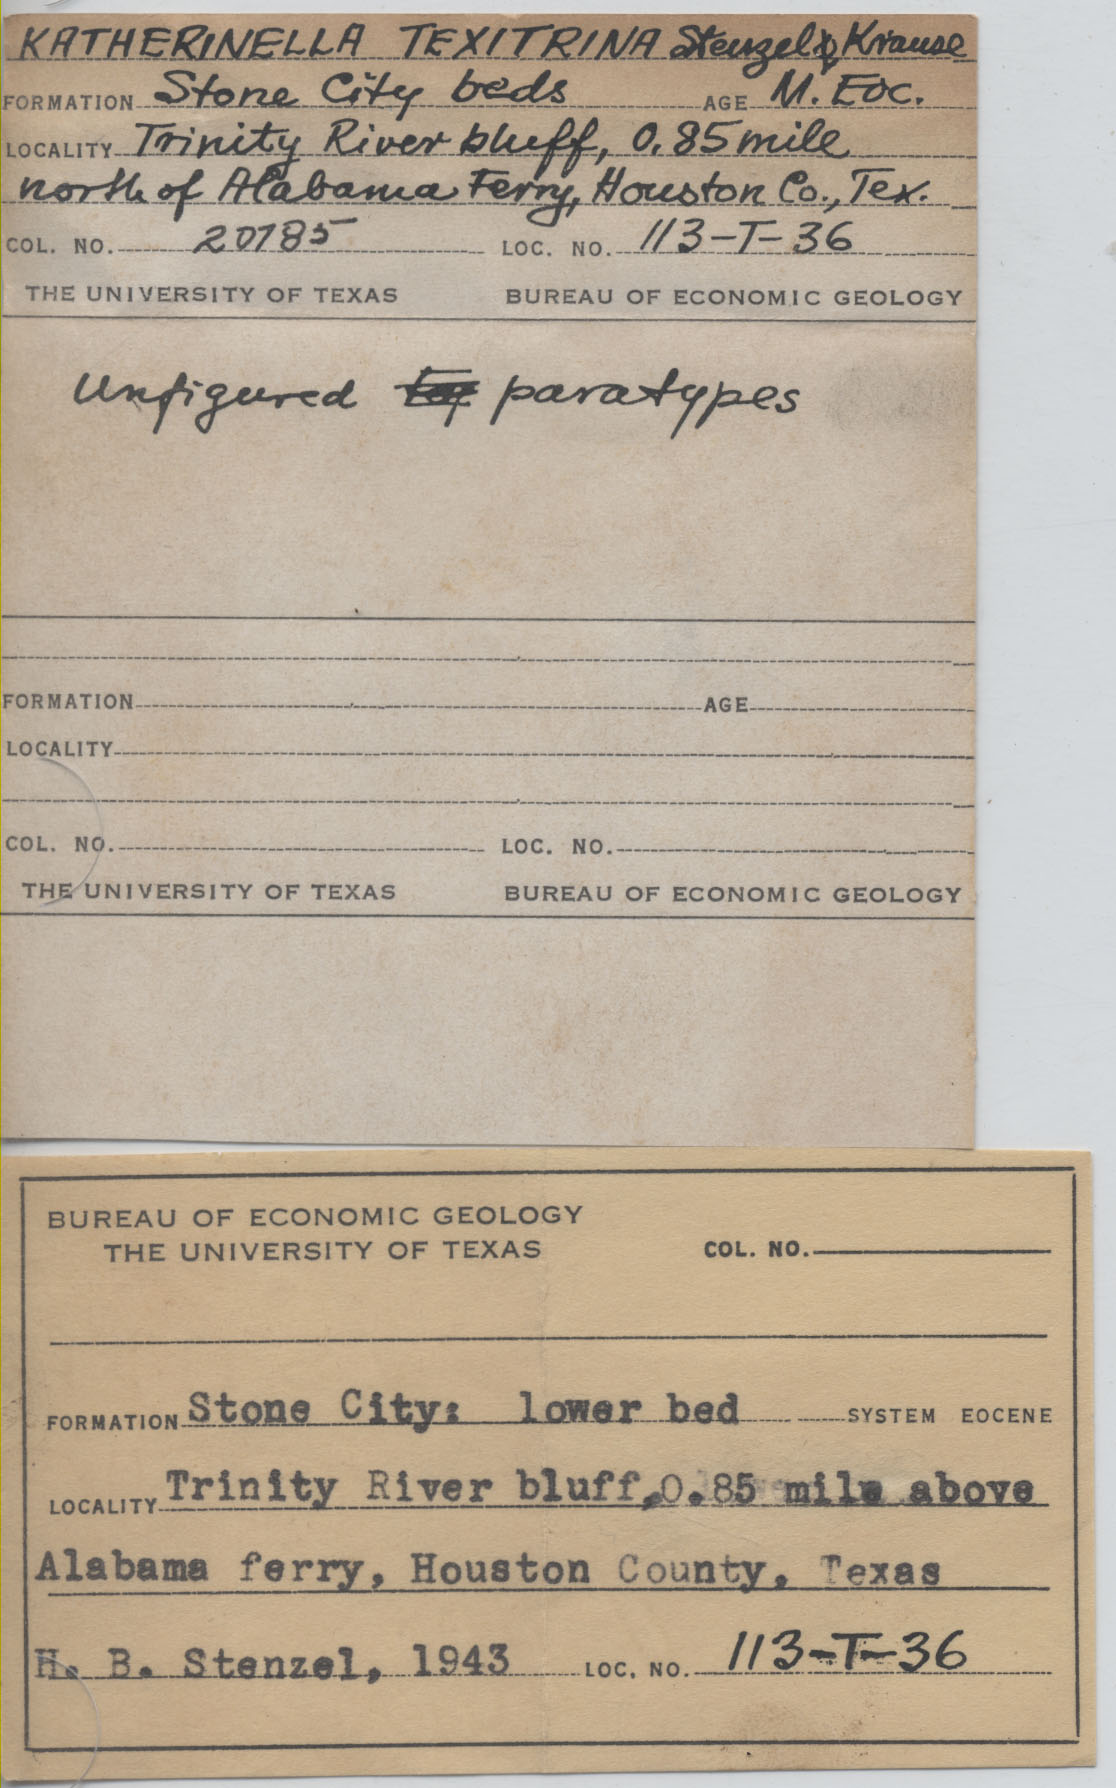 KATHERINELLA TEXITRINA Stenzel & Krause
FORMATION Stone City beds AGE M. Eoc.
LOCALITY Trinity River bluff, 0.85 mile
north of Alabama Ferry, Houston Co., Tex.
COL. NO. 20785 LOC. NO. 113-T-36
THE UNIVERSITY OF TEXAS BUREAU OF ECONOMIC GEOLOGY
Unfigured paratypes
FORMATION AGE
LOCALITY
COL. NO. LOC. NO.
THE UNIVERSITY OF TEXAS BUREAU OF ECONOMIC GEOLOGY
BUREAU OF ECONOMIC GEOLOGY
THE UNIVERSITY OF TEXAS COL. NO.
FORMATION Stone City: lower bed SYSTEM EOCENE
LOCALITY Trinity River bluff, 0.85 mile above
Alabama ferry, Houston County, Texas
H. B. Stenzel, 1943 LOC. NO. 113-T-36